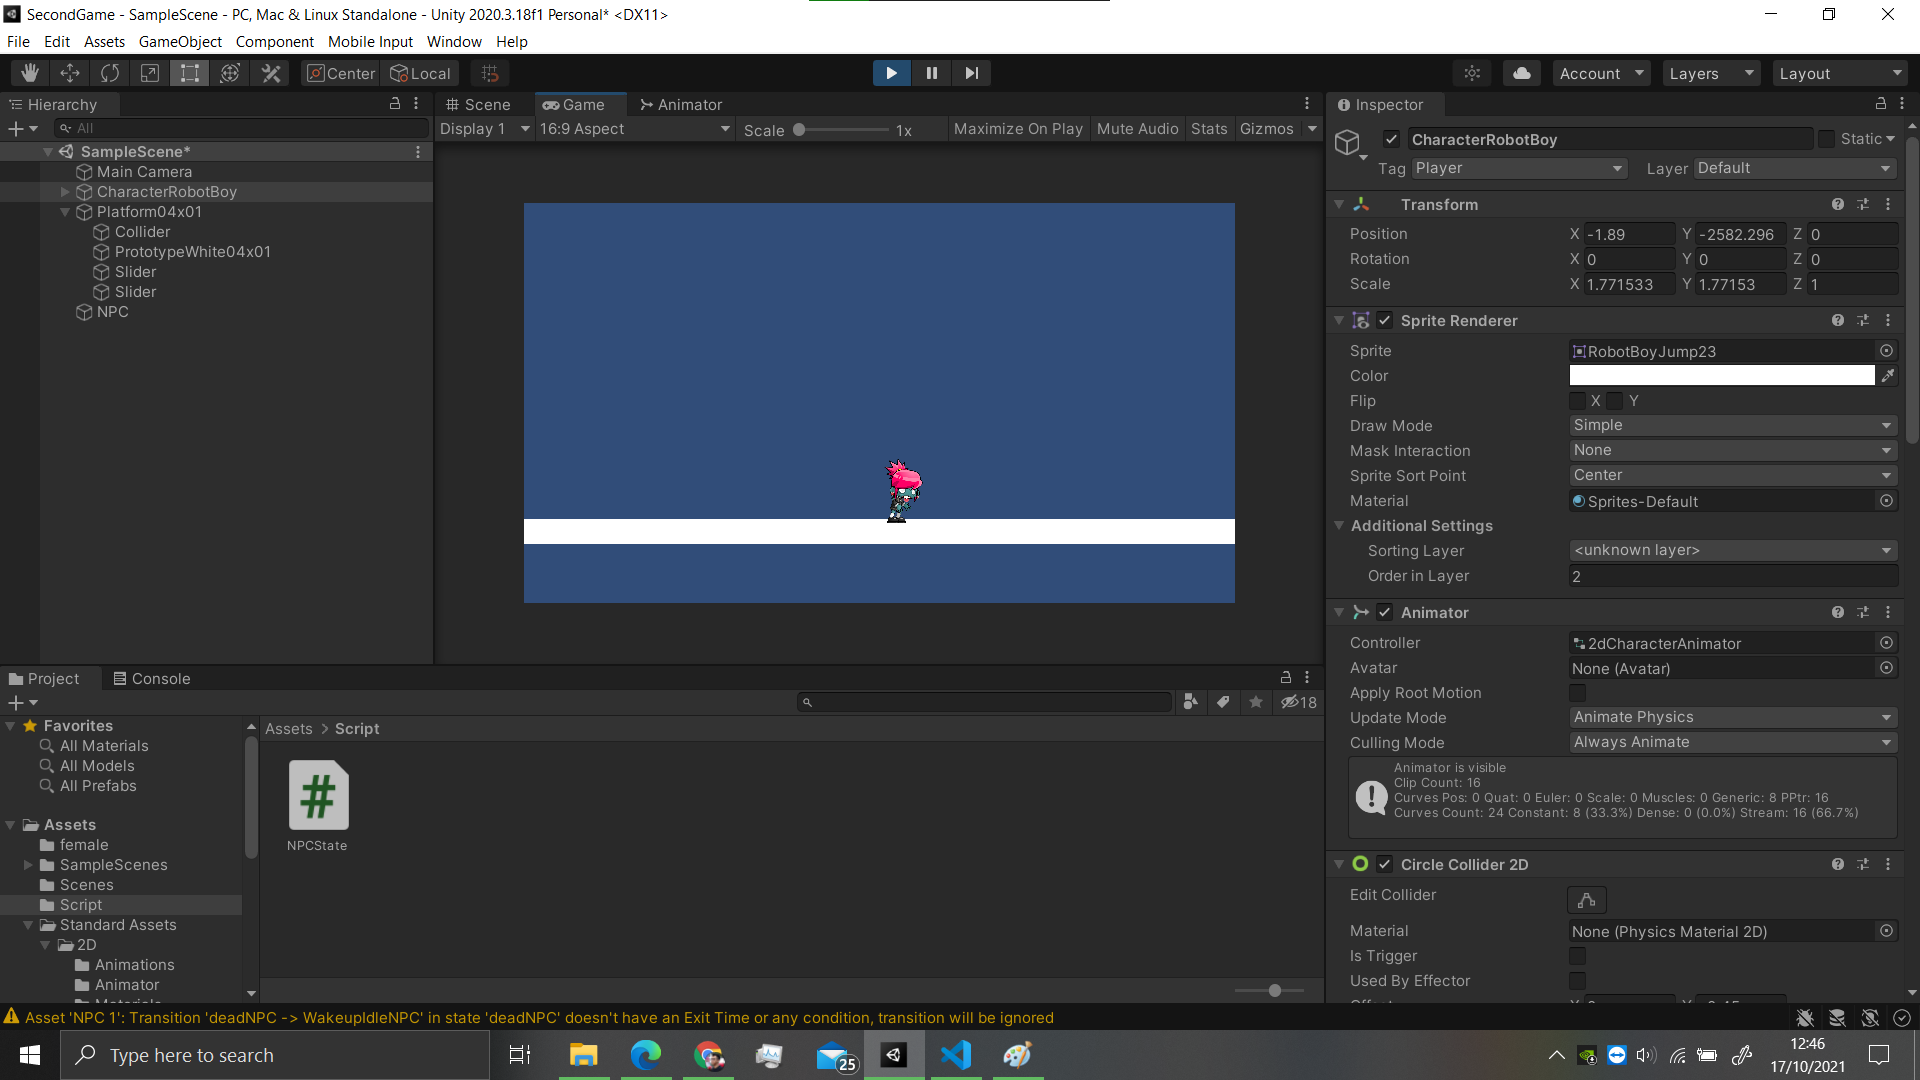 SecondGame - SampleScene - PC, Mac & Linux Standalone - Unity 2020.3.18f1 Personal* <DX11>
File Edit Assets GameObject Component Mobile Input Window Help
Center Local Account Layers Layout
Hierarchy
All
SampleScene*
Main Camera
CharacterRobotBoy
Platform04x01
Collider
PrototypeWhite04x01
Slider
Slider
NPC
Scene Game Animator
Display 1 16:9 Aspect Scale 1x Maximize On Play Mute Audio Stats Gizmos
Inspector
CharacterRobotBoy Static
Tag Player Layer Default
Transform
Position X -1.89 Y -2582.296 Z 0
Rotation X 0 Y 0 Z 0
Scale X 1.771533 Y 1.77153 Z 1
Sprite Renderer
Sprite RobotBoyJump23
Color
Flip X Y
Draw Mode Simple
Mask Interaction None
Sprite Sort Point Center
Material Sprites-Default
Additional Settings
Sorting Layer <unknown layer>
Order in Layer 2
Animator
Controller 2dCharacterAnimator
Avatar None (Avatar)
Apply Root Motion
Update Mode Animate Physics
Culling Mode Always Animate
Animator is visible
Clip Count: 16
Curves Pos: 0 Quat: 0 Euler: 0 Scale: 0 Muscles: 0 Generic: 8 PPtr: 16
Curves Count: 24 Constant: 8 (33.3%) Dense: 0 (0.0%) Stream: 16 (66.7%)
Circle Collider 2D
Edit Collider
Material None (Physics Material 2D)
Is Trigger
Used By Effector
Project Console
18
Favorites
All Materials
All Models
All Prefabs
Assets
female
SampleScenes
Scenes
Script
Standard Assets
2D
Animations
Animator
Materials
Assets > Script
NPCState
Asset 'NPC 1': Transition 'deadNPC -> WakeupIdleNPC' in state 'deadNPC' doesn't have an Exit Time or any condition, transition will be ignored
Type here to search
25
12:46
17/10/2021